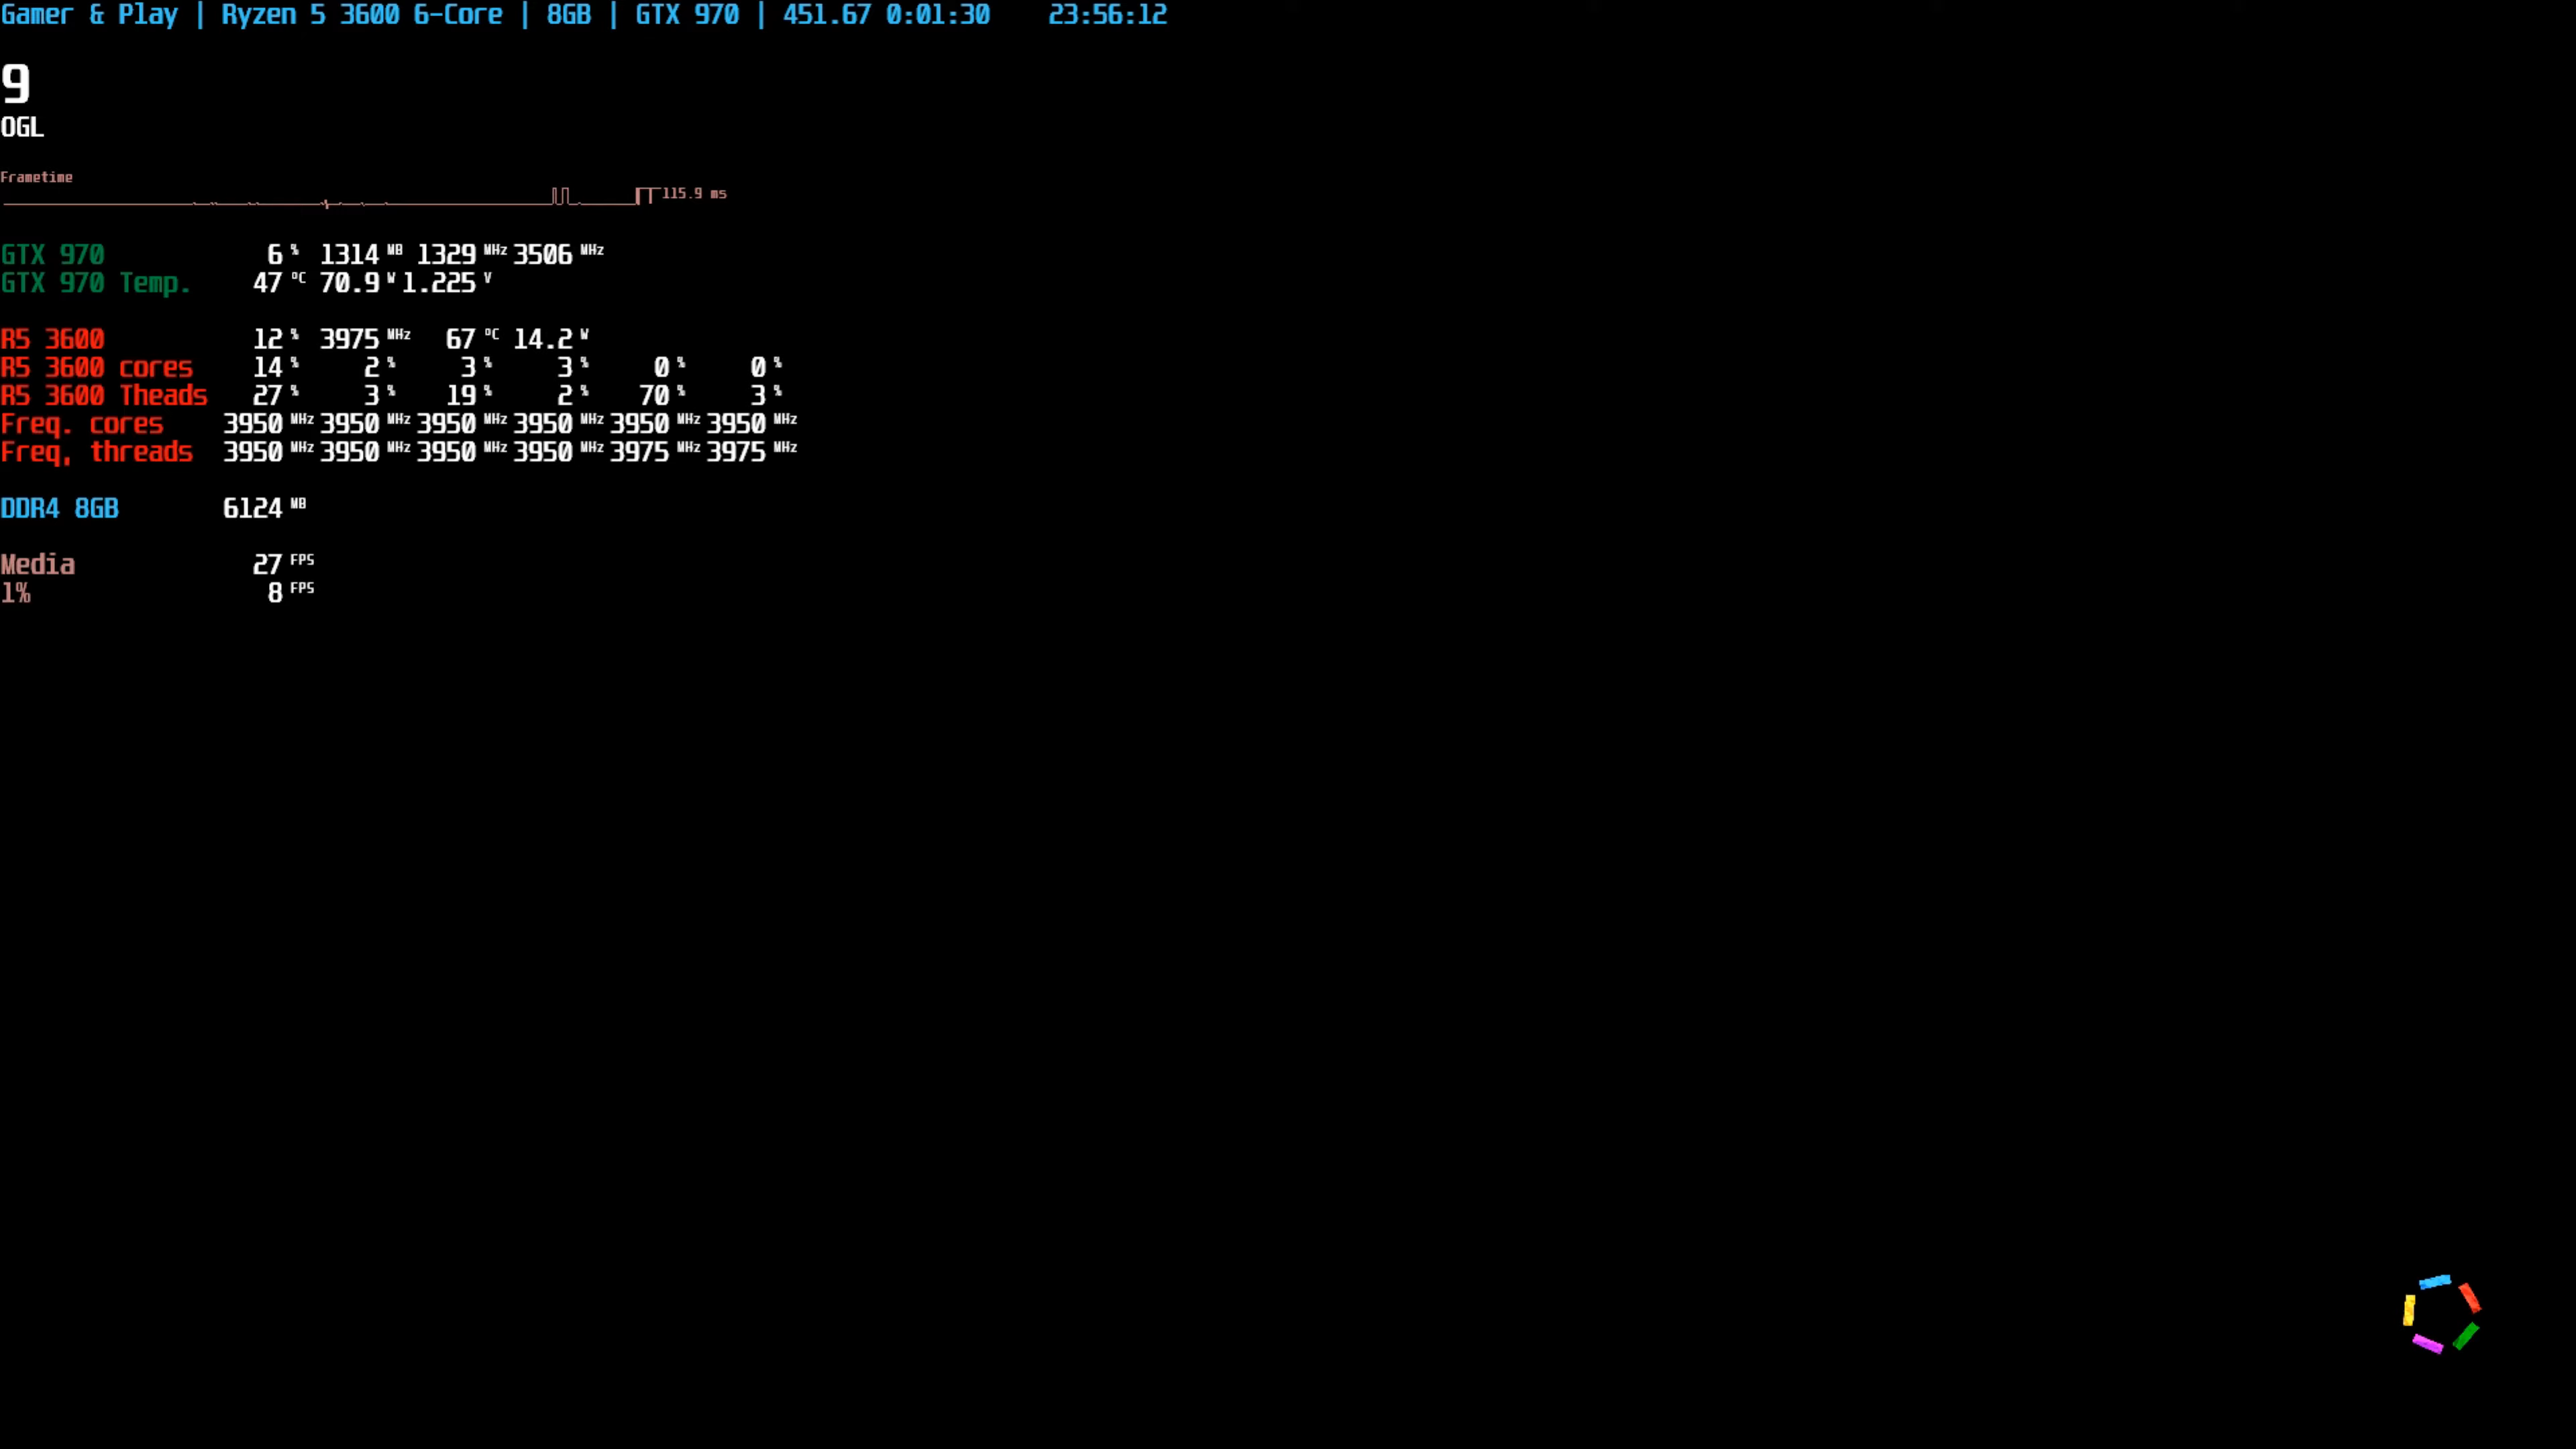 Gamer & Play | Ryzen 5 3600 6-Core | 8GB | GTX 970 | 451.67 0:01:30 23:56:12
9
OGL
Frametime
115.9 ms
GTX 970 6 % 1314 MB 1329 MHz 3506 MHz
GTX 970 Temp. 47 °C 70.9 W 1.225 V
R5 3600 12 % 3975 MHz 67 °C 14.2 W
R5 3600 cores 14 % 2 % 3 % 3 % 0 % 0 %
R5 3600 Theads 27 % 3 % 19 % 2 % 70 % 3 %
Freq. cores 3950 MHz 3950 MHz 3950 MHz 3950 MHz 3950 MHz 3950 MHz
Freq, threads 3950 MHz 3950 MHz 3950 MHz 3950 MHz 3975 MHz 3975 MHz
DDR4 8GB 6124 MB
Media 27 FPS
1% 8 FPS